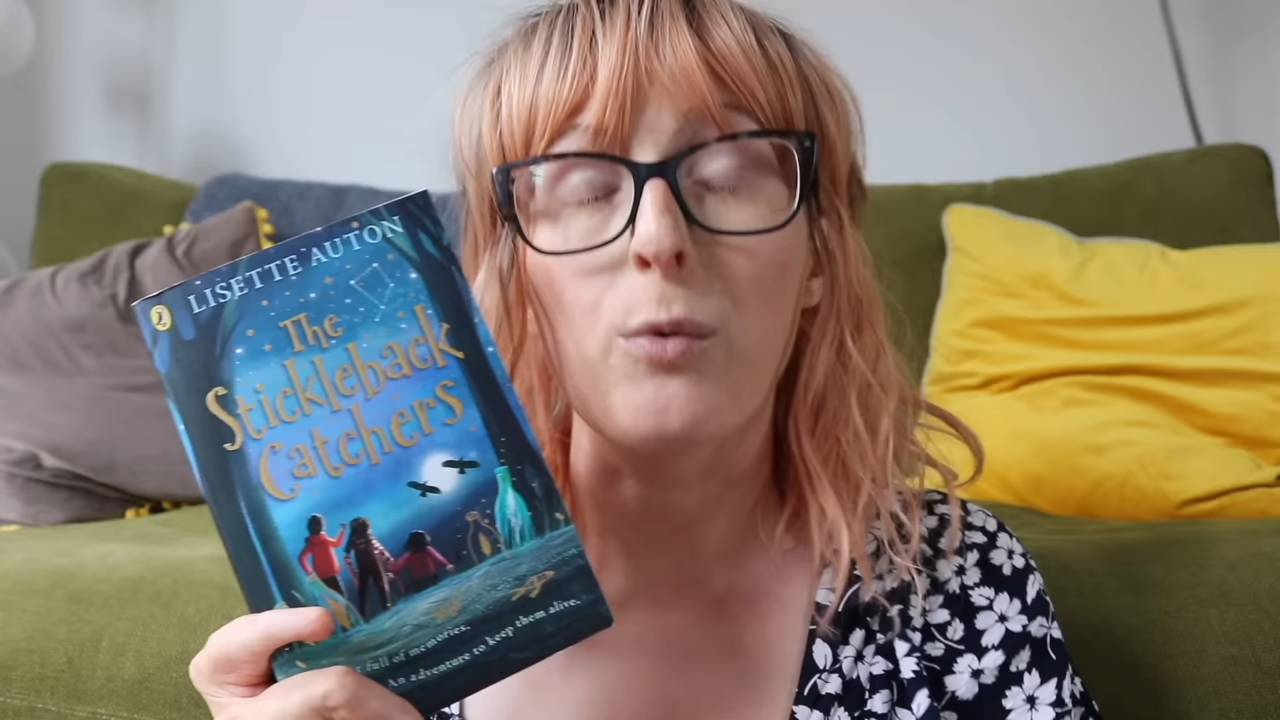 LISETTE AUTON
The
Stickleback
Catchers
full of memories.
An adventure to keep them alive.